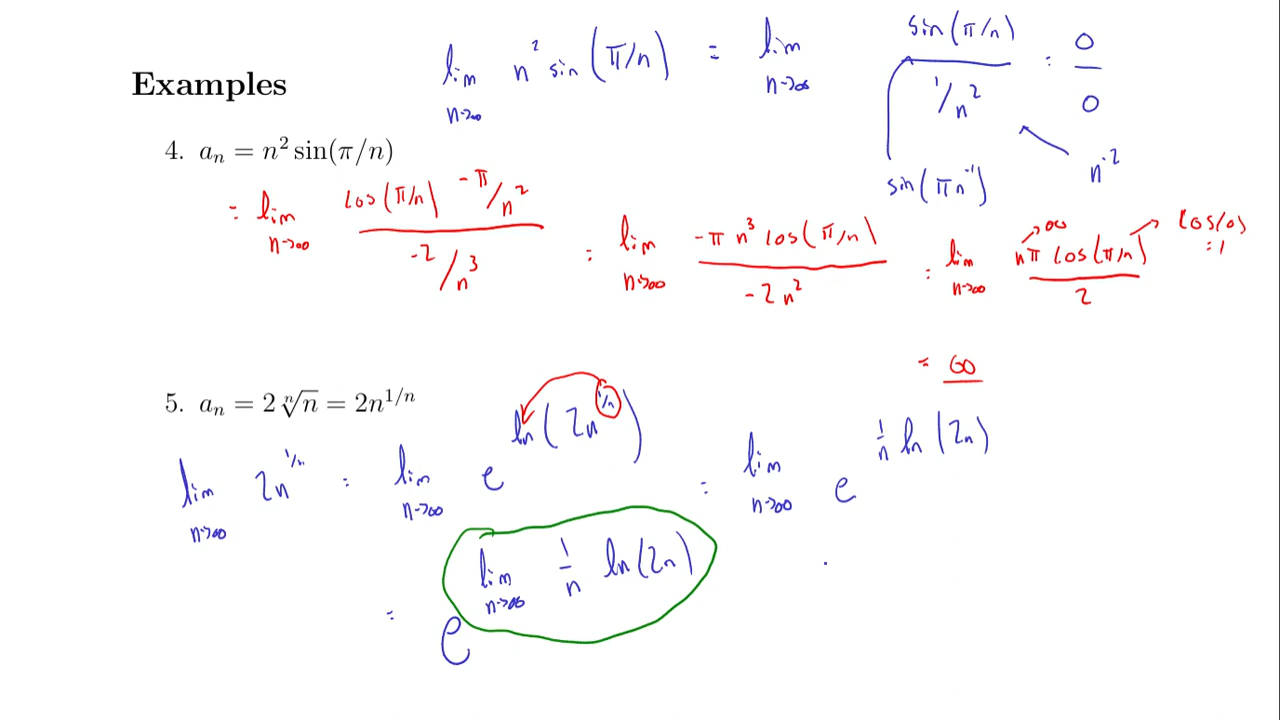 lim n→∞ n² sin(π/n) = lim n→∞ sin(π/n) / 1/n² = 0/0
Examples
4. aₙ = n² sin(π/n)
sin(πn⁻¹) n⁻²
= lim n→∞ cos(π/n) -π/n² / -2/n³ = lim n→∞ -π n³ cos(π/n) / -2n² = lim n→∞ nπ cos(π/n) / 2 → ∞ → cos(0) = 1
= ∞
5. aₙ = 2 ⁿ√n = 2n^{1/n}
lim n→∞ 2n^{1/n} = lim n→∞ e^{ln(2n^{1/n})} = lim n→∞ e^{1/n ln(2n)}
= e^{lim n→∞ 1/n ln(2n)}